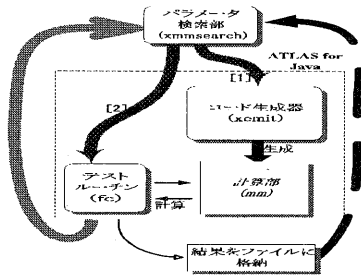 パラメータ
検索部
(xmmsearch)
ATLAS for
Java
[1]
[2]
コード生成器
(xemit)
生成
テスト
ルーチン
(fc)
計算
計算部
(mm)
結果をファイルに
格納